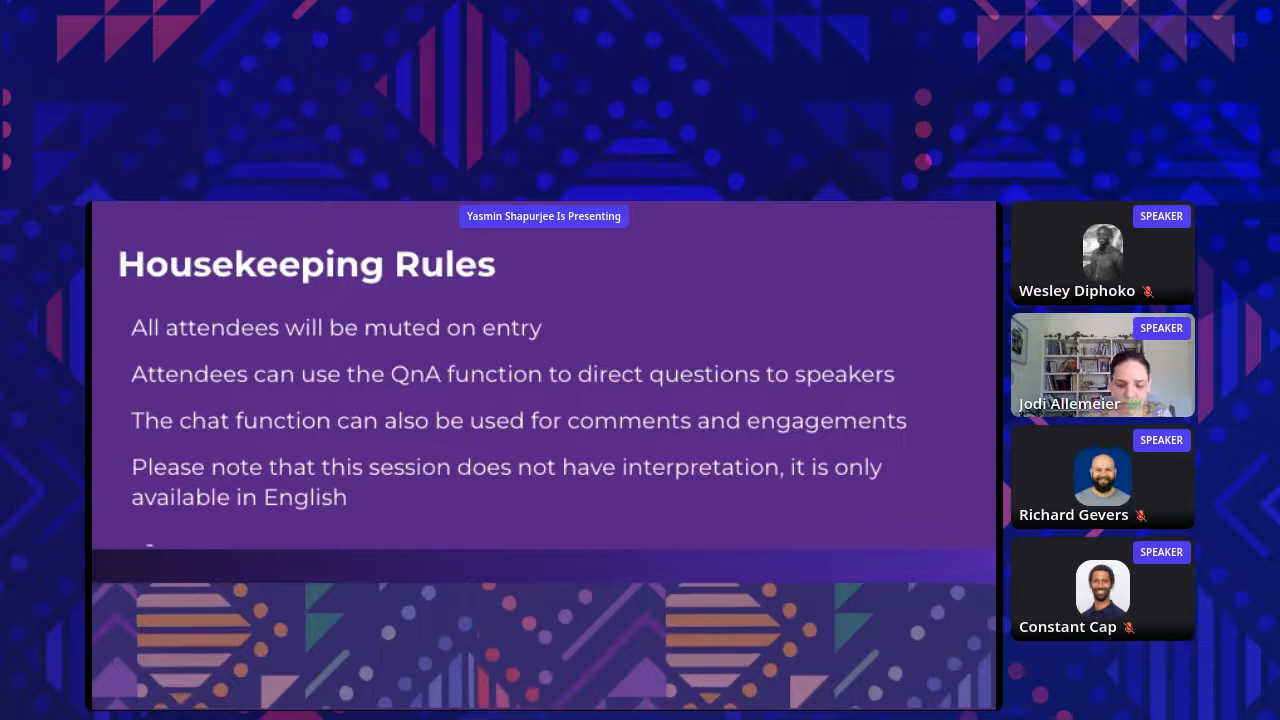 Yasmin Shapurjee Is Presenting
Housekeeping Rules
All attendees will be muted on entry
Attendees can use the QnA function to direct questions to speakers
The chat function can also be used for comments and engagements
Please note that this session does not have interpretation, it is only
available in English
SPEAKER
Wesley Diphoko
SPEAKER
Jodi Allemeier
SPEAKER
Richard Gevers
SPEAKER
Constant Cap